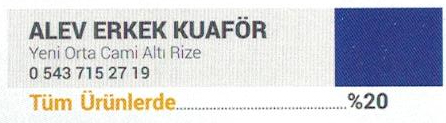 ALEV ERKEK KUAFÖR
Yeni Orta Cami Altı Rize
0 543 715 27 19
Tüm Ürünlerde.......................................................%20